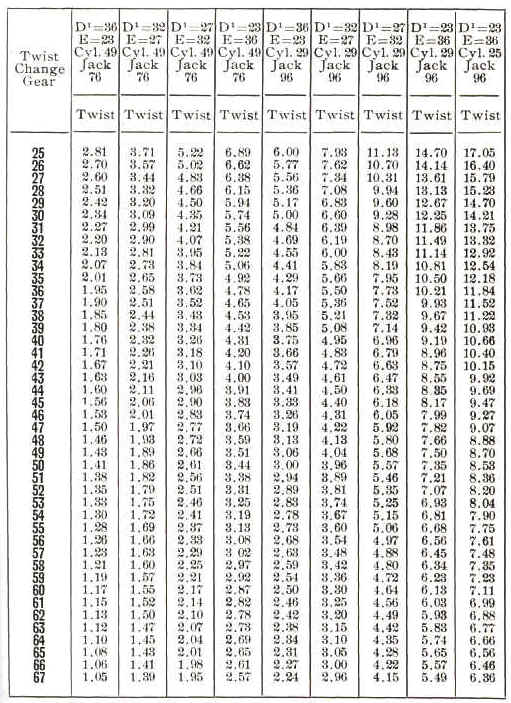 D¹=36 D¹=32 D¹=27 D¹=23 D¹=36 D¹=32 D¹=27 D¹=23 D¹=23
E=23 E=27 E=32 E=36 E=23 E=27 E=32 E=36 E=36
Cyl. 49 Cyl. 49 Cyl. 49 Cyl. 49 Cyl. 29 Cyl. 29 Cyl. 29 Cyl. 29 Cyl. 25
Twist Change Gear Jack Jack Jack Jack Jack Jack Jack Jack Jack
76 76 76 76 96 96 96 96 96
Twist Twist Twist Twist Twist Twist Twist Twist Twist
25 2.81 3.71 5.22 6.89 6.00 7.93 11.13 14.70 17.05
26 2.70 3.57 5.02 6.62 5.77 7.62 10.70 14.14 16.40
27 2.60 3.44 4.83 6.38 5.56 7.34 10.31 13.61 15.79
28 2.51 3.32 4.66 6.15 5.36 7.08 9.94 13.13 15.23
29 2.42 3.20 4.50 5.94 5.17 6.83 9.60 12.67 14.70
30 2.34 3.09 4.35 5.74 5.00 6.60 9.28 12.25 14.21
31 2.27 2.99 4.21 5.56 4.84 6.39 8.98 11.86 13.75
32 2.20 2.90 4.07 5.38 4.69 6.19 8.70 11.49 13.32
33 2.13 2.81 3.95 5.22 4.55 6.00 8.43 11.14 12.92
34 2.07 2.73 3.84 5.06 4.41 5.83 8.19 10.81 12.54
35 2.01 2.65 3.73 4.92 4.29 5.66 7.95 10.50 12.18
36 1.95 2.58 3.62 4.78 4.17 5.50 7.73 10.21 11.84
37 1.90 2.51 3.52 4.65 4.05 5.36 7.52 9.93 11.52
38 1.85 2.44 3.43 4.53 3.95 5.21 7.32 9.67 11.22
39 1.80 2.38 3.34 4.42 3.85 5.08 7.14 9.42 10.93
40 1.76 2.32 3.26 4.31 3.75 4.95 6.96 9.19 10.66
41 1.71 2.26 3.18 4.20 3.66 4.83 6.79 8.96 10.40
42 1.67 2.21 3.10 4.10 3.57 4.72 6.63 8.75 10.15
43 1.63 2.16 3.03 4.00 3.49 4.61 6.47 8.55 9.92
44 1.60 2.11 2.96 3.91 3.41 4.50 6.33 8.35 9.69
45 1.56 2.06 2.90 3.83 3.33 4.40 6.18 8.17 9.47
46 1.53 2.01 2.83 3.74 3.26 4.31 6.05 7.99 9.27
47 1.50 1.97 2.77 3.66 3.19 4.22 5.92 7.82 9.07
48 1.46 1.93 2.72 3.59 3.13 4.13 5.80 7.66 8.88
49 1.43 1.89 2.66 3.51 3.06 4.04 5.68 7.50 8.70
50 1.41 1.86 2.61 3.44 3.00 3.96 5.57 7.35 8.53
51 1.38 1.82 2.56 3.38 2.94 3.89 5.46 7.21 8.36
52 1.35 1.79 2.51 3.31 2.89 3.81 5.35 7.07 8.20
53 1.33 1.75 2.46 3.25 2.83 3.74 5.25 6.93 8.04
54 1.30 1.72 2.41 3.19 2.78 3.67 5.15 6.81 7.90
55 1.28 1.69 2.37 3.13 2.73 3.60 5.06 6.68 7.75
56 1.26 1.66 2.33 3.08 2.68 3.54 4.97 6.56 7.61
57 1.23 1.63 2.29 3 02 2.63 3.48 4.88 6.45 7.48
58 1.21 1.60 2.25 2.97 2.59 3.42 4.80 6.34 7.35
59 1.19 1.57 2.21 2.92 2.54 3.36 4.72 6.23 7.23
60 1.17 1.55 2.17 2.87 2.50 3.30 4.64 6.13 7.11
61 1.15 1.52 2.14 2.82 2.46 3.25 4.56 6.03 6.99
62 1.13 1.50 2.10 2.78 2.42 3.20 4.49 5.93 6.88
63 1.12 1.47 2.07 2.73 2.38 3.15 4.42 5.83 6.77
64 1.10 1.45 2.04 2.69 2.34 3.10 4.35 5.74 6.66
65 1.08 1.43 2.01 2.65 2.31 3.05 4.28 5.65 6.56
66 1.06 1.41 1.98 2.61 2.27 3.00 4.22 5.57 6.46
67 1.05 1.39 1.95 2.57 2.24 2.96 4.15 5.49 6.36